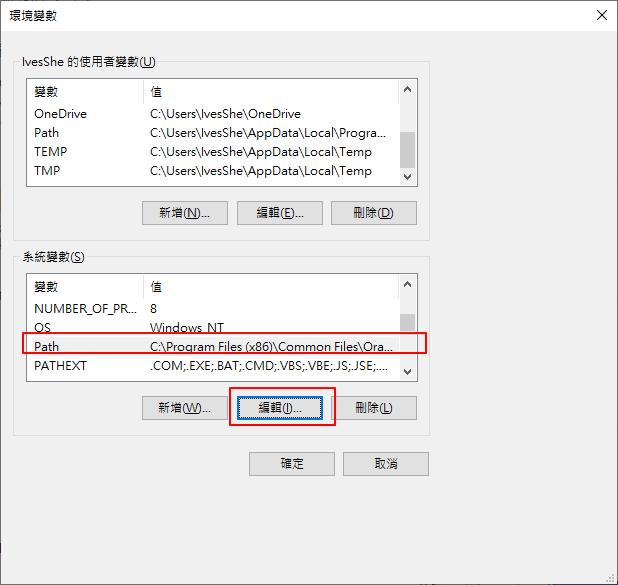 環境變數
IvesShe 的使用者變數(U)
變數 值
OneDrive C:\Users\IvesShe\OneDrive
Path C:\Users\IvesShe\AppData\Local\Progra...
TEMP C:\Users\IvesShe\AppData\Local\Temp
TMP C:\Users\IvesShe\AppData\Local\Temp
新增(N)... 編輯(E)... 刪除(D)
系統變數(S)
變數 值
NUMBER_OF_PR... 8
OS Windows_NT
Path C:\Program Files (x86)\Common Files\Ora...
PATHEXT .COM;.EXE;.BAT;.CMD;.VBS;.VBE;.JS;.JSE;....
新增(W)... 編輯(I)... 刪除(L)
確定 取消